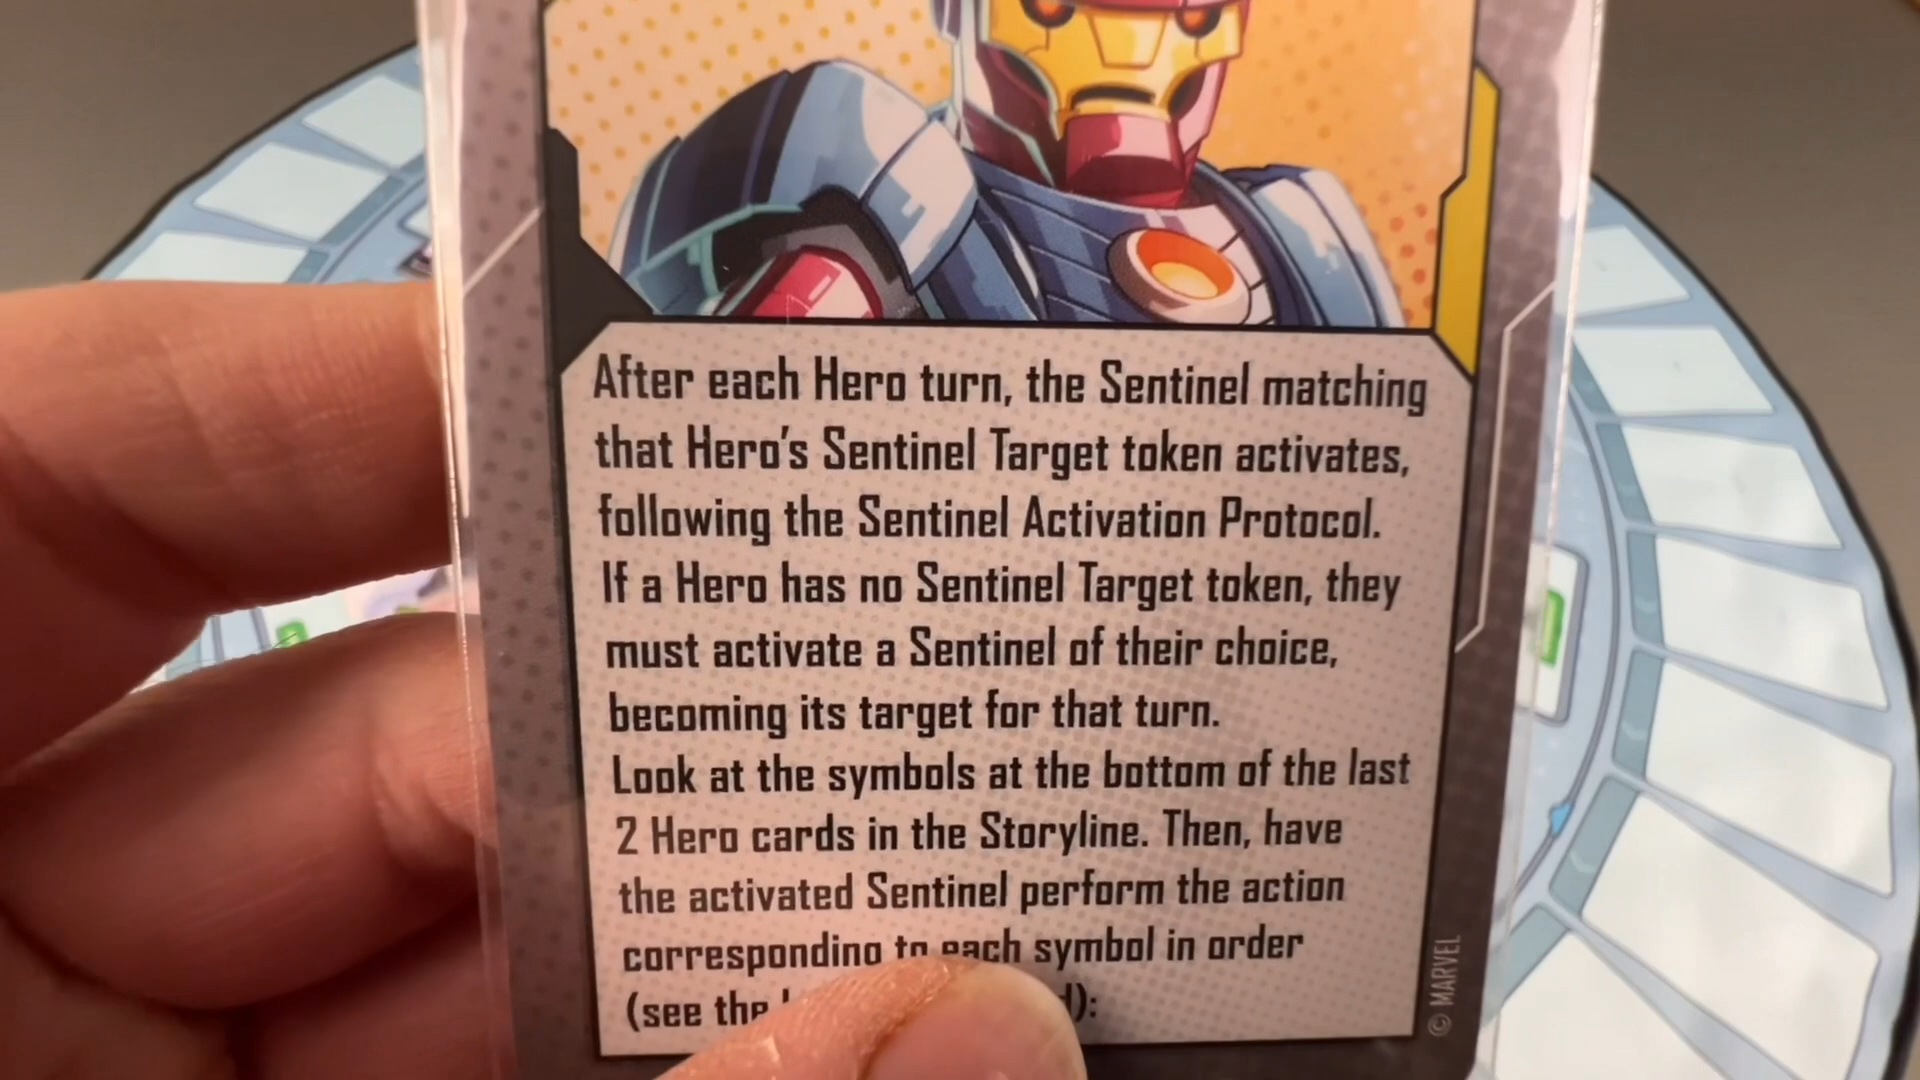 After each Hero turn, the Sentinel matching
that Hero's Sentinel Target token activates,
following the Sentinel Activation Protocol.
If a Hero has no Sentinel Target token, they
must activate a Sentinel of their choice,
becoming its target for that turn.
Look at the symbols at the bottom of the last
2 Hero cards in the Storyline. Then, have
the activated Sentinel perform the action
corresponding to each symbol in order
(see the
© MARVEL